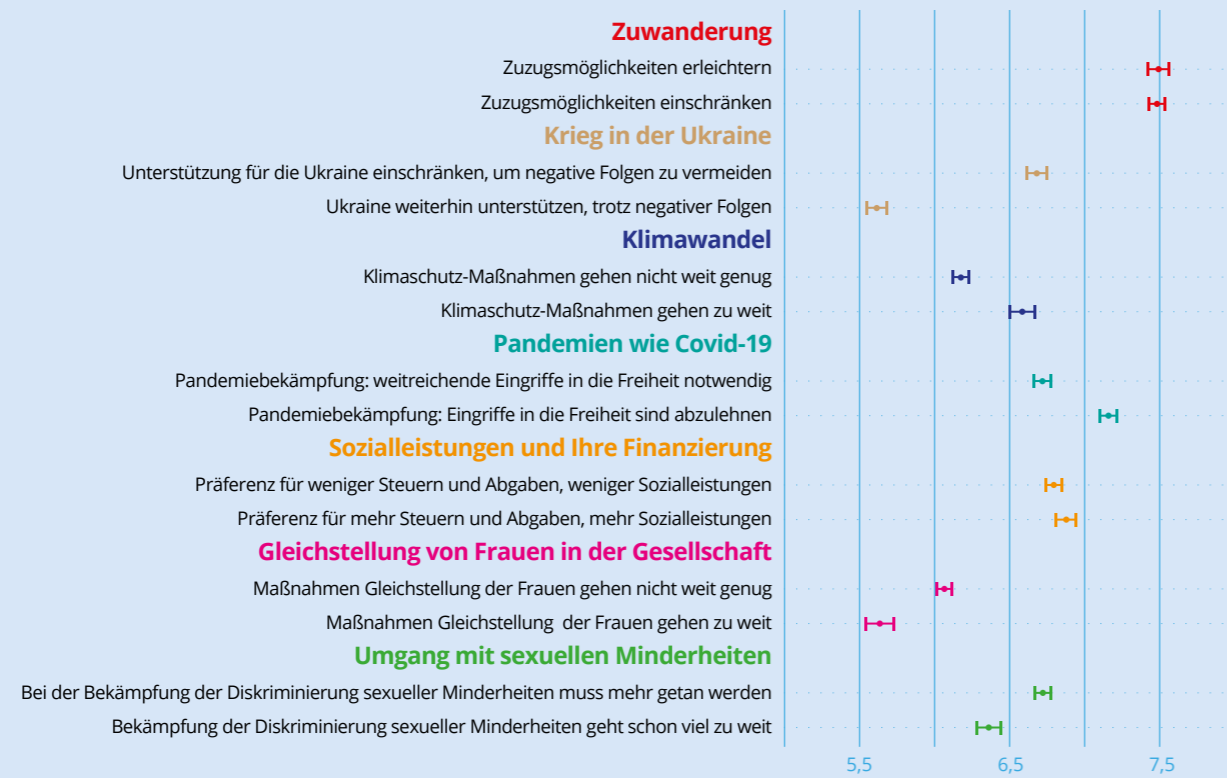 Zuwanderung
Zuzugsmöglichkeiten erleichtern
Zuzugsmöglichkeiten einschränken
Krieg in der Ukraine
Unterstützung für die Ukraine einschränken, um negative Folgen zu vermeiden
Ukraine weiterhin unterstützen, trotz negativer Folgen
Klimawandel
Klimaschutz-Maßnahmen gehen nicht weit genug
Klimaschutz-Maßnahmen gehen zu weit
Pandemien wie Covid-19
Pandemiebekämpfung: weitreichende Eingriffe in die Freiheit notwendig
Pandemiebekämpfung: Eingriffe in die Freiheit sind abzulehnen
Sozialleistungen und Ihre Finanzierung
Präferenz für weniger Steuern und Abgaben, weniger Sozialleistungen
Präferenz für mehr Steuern und Abgaben, mehr Sozialleistungen
Gleichstellung von Frauen in der Gesellschaft
Maßnahmen Gleichstellung der Frauen gehen nicht weit genug
Maßnahmen Gleichstellung der Frauen gehen zu weit
Umgang mit sexuellen Minderheiten
Bei der Bekämpfung der Diskriminierung sexueller Minderheiten muss mehr getan werden
Bekämpfung der Diskriminierung sexueller Minderheiten geht schon viel zu weit
5,5 6,5 7,5